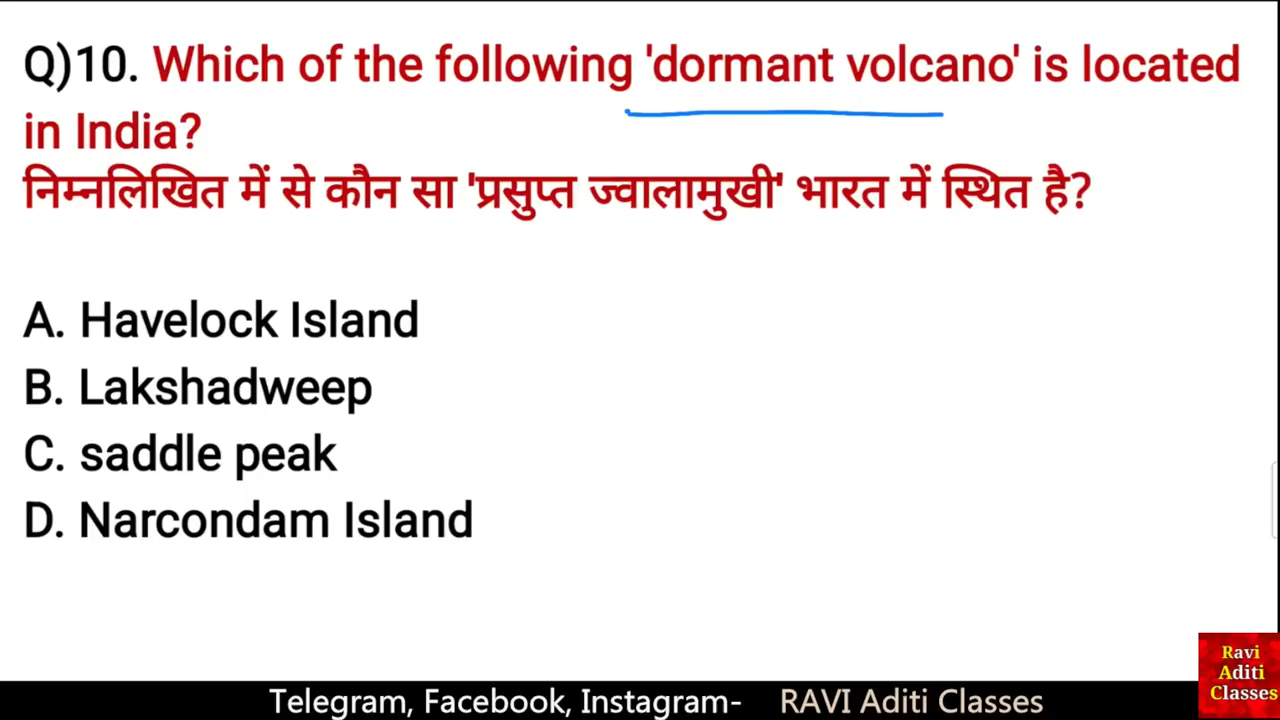 Q)10. Which of the following 'dormant volcano' is located
in India?
निम्नलिखित में से कौन सा 'प्रसुप्त ज्वालामुखी' भारत में स्थित है?
A. Havelock Island
B. Lakshadweep
C. saddle peak
D. Narcondam Island
Ravi
Aditi
Classes
Telegram, Facebook, Instagram- RAVI Aditi Classes